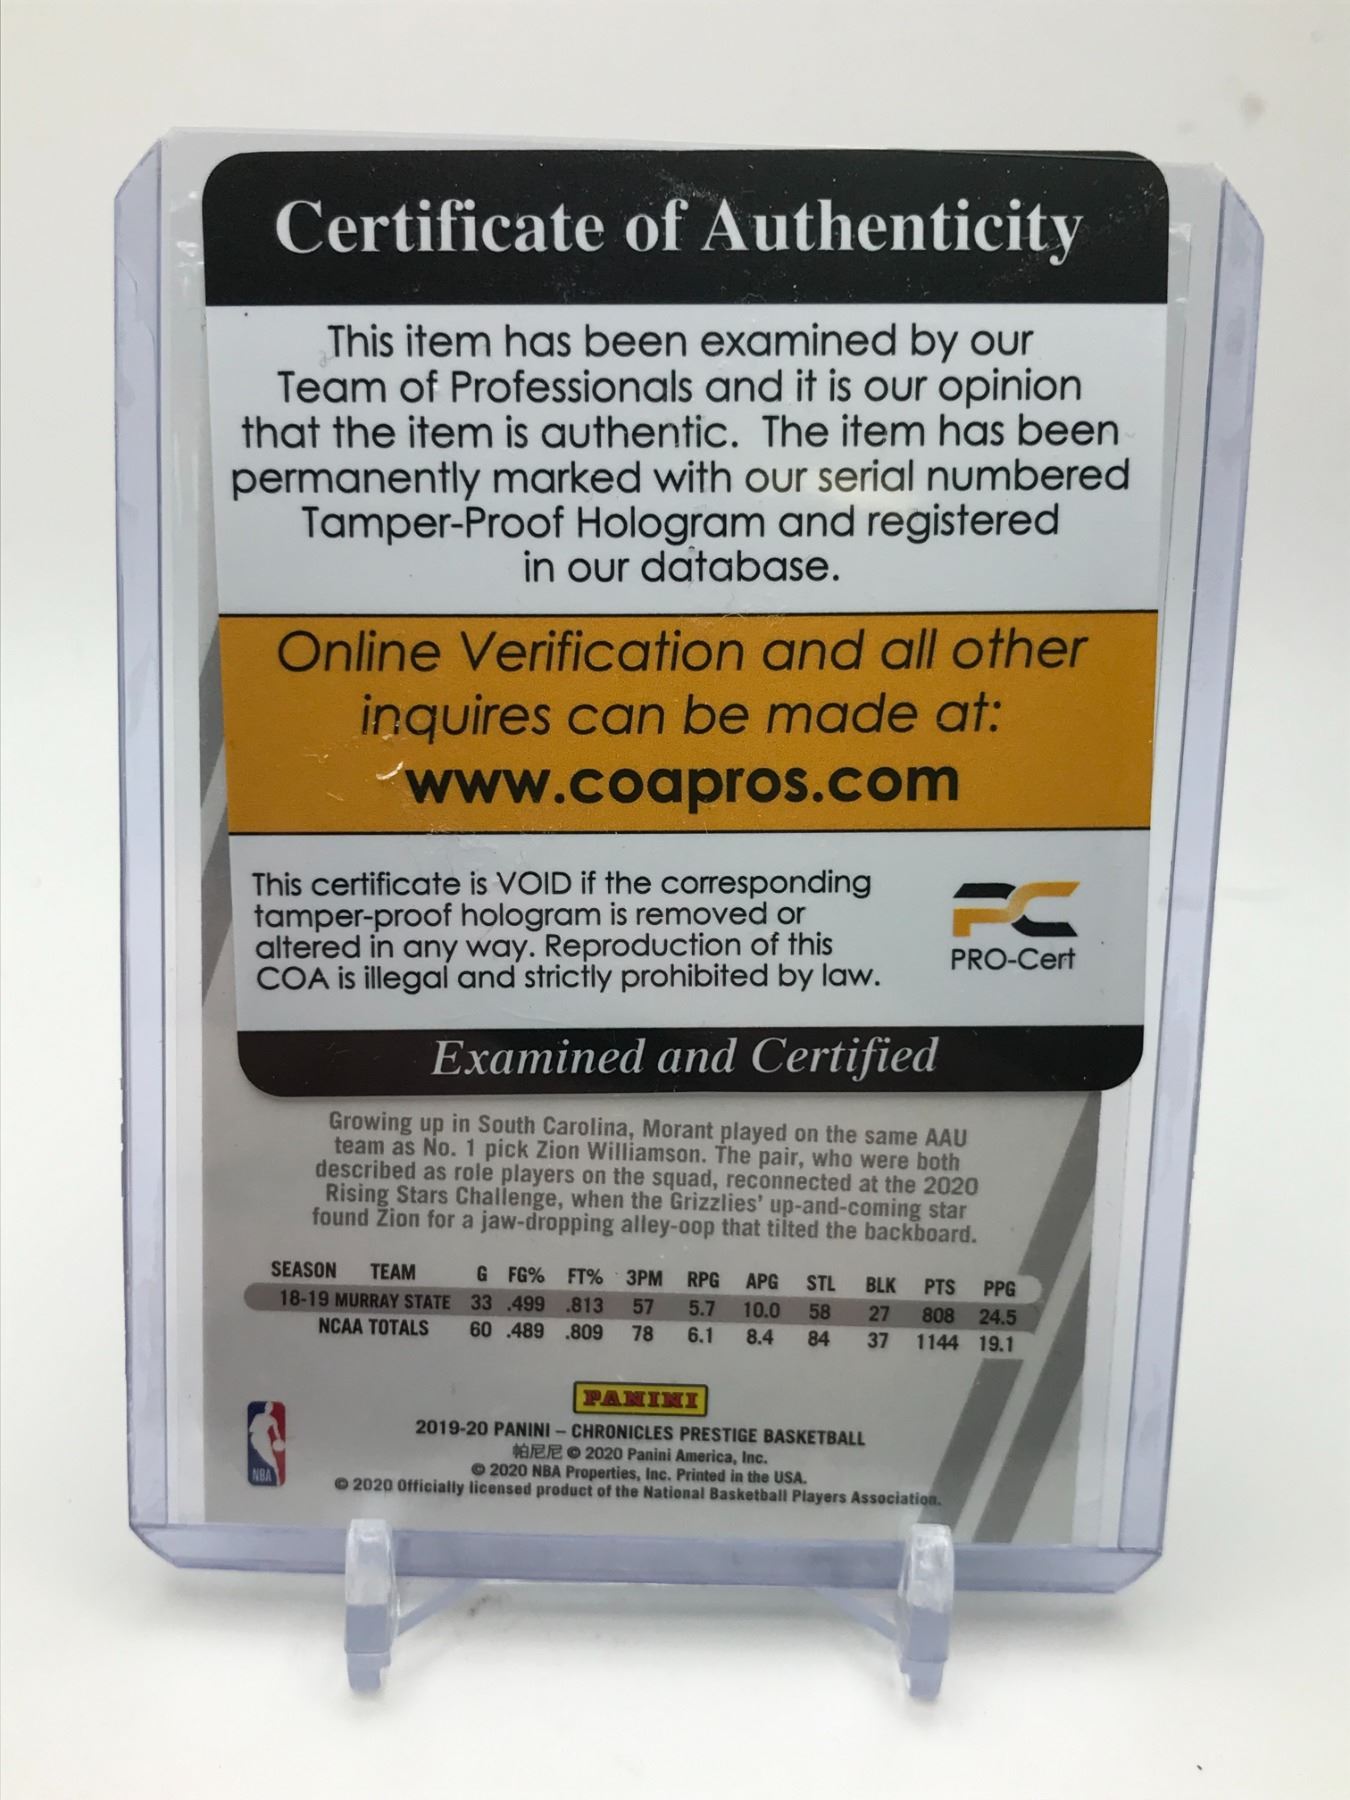 Certificate of Authenticity
This item has been examined by our
Team of Professionals and it is our opinion
that the item is authentic. The item has been
permanently marked with our serial numbered
Tamper-Proof Hologram and registered
in our database.
Online Verification and all other
inquires can be made at:
www.coapros.com
This certificate is VOID if the corresponding
tamper-proof hologram is removed or
altered in any way. Reproduction of this
COA is illegal and strictly prohibited by law.
PC
PRO-Cert
Examined and Certified
Growing up in South Carolina, Morant played on the same AAU
team as No. 1 pick Zion Williamson. The pair, who were both
described as role players on the squad, reconnected at the 2020
Rising Stars Challenge, when the Grizzlies' up-and-coming star
found Zion for a jaw-dropping alley-oop that tilted the backboard.
SEASON TEAM G FG% FT% 3PM RPG APG STL BLK PTS PPG
18-19 MURRAY STATE 33 .499 .813 57 5.7 10.0 58 27 808 24.5
NCAA TOTALS 60 .489 .809 78 6.1 8.4 84 37 1144 19.1
PANINI
2019-20 PANINI – CHRONICLES PRESTIGE BASKETBALL
帕尼尼 © 2020 Panini America, Inc.
© 2020 NBA Properties, Inc. Printed in the USA.
© 2020 Officially licensed product of the National Basketball Players Association.
NBA